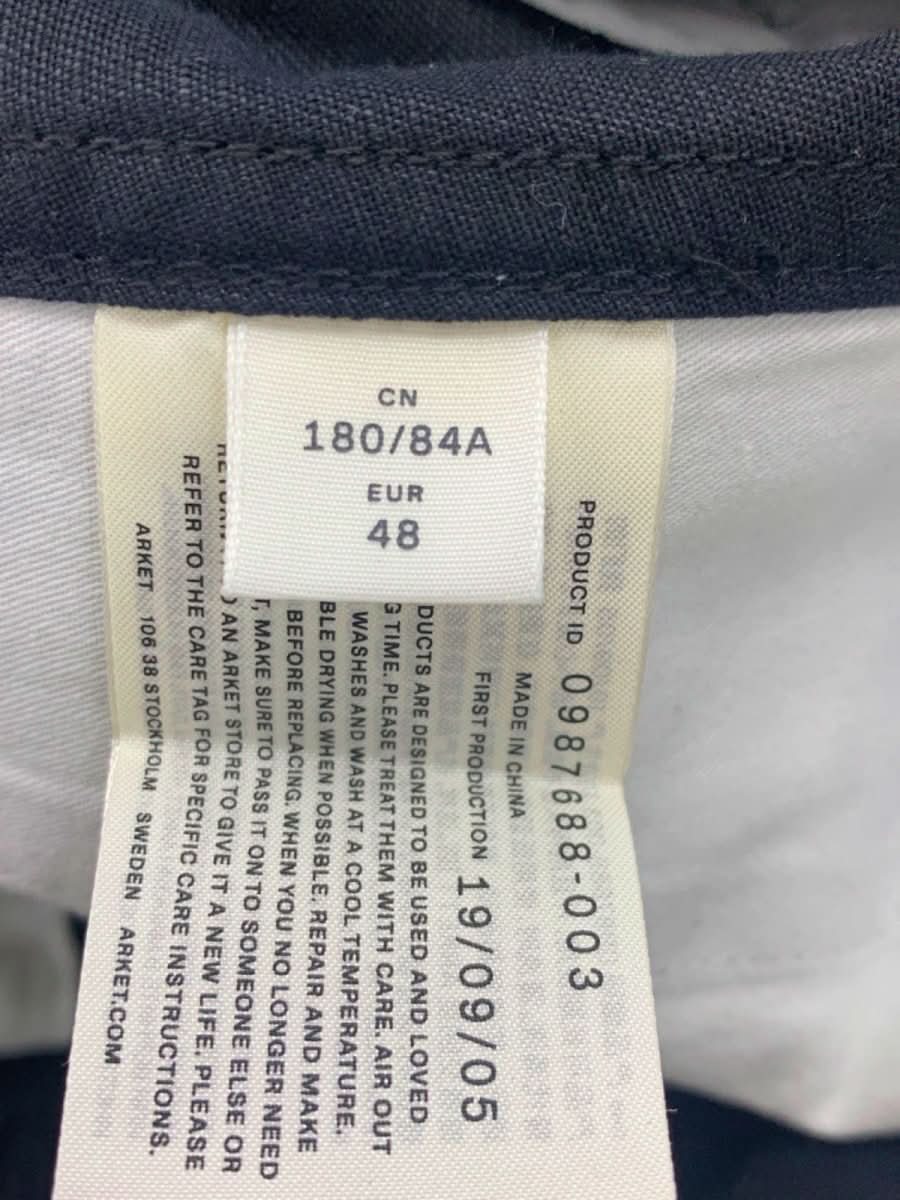 CN
180/84A
EUR
48
PRODUCT ID 0987688-003
MADE IN CHINA
FIRST PRODUCTION 19/09/05
DUCTS ARE DESIGNED TO BE USED AND LOVED
G TIME. PLEASE TREAT THEM WITH CARE. AIR OUT
WASHES AND WASH AT A COOL TEMPERATURE.
BLE DRYING WHEN POSSIBLE. REPAIR AND MAKE
BEFORE REPLACING. WHEN YOU NO LONGER NEED
T, MAKE SURE TO PASS IT ON TO SOMEONE ELSE OR
AN ARKET STORE TO GIVE IT A NEW LIFE. PLEASE
REFER TO THE CARE TAG FOR SPECIFIC CARE INSTRUCTIONS.
ARKET 106 38 STOCKHOLM SWEDEN ARKET.COM